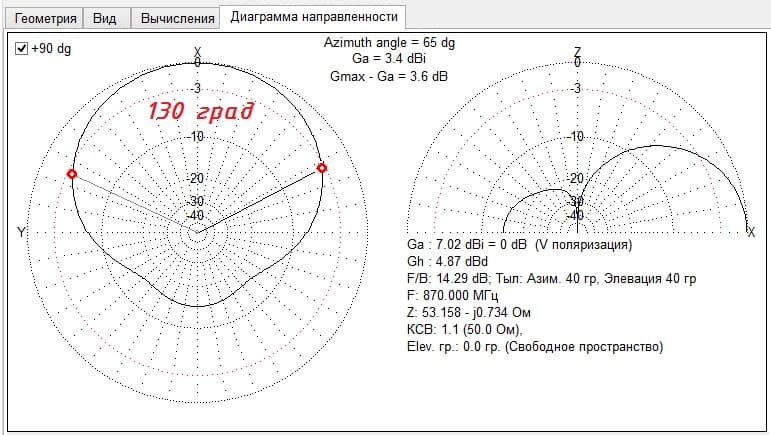 Геометрия Вид Вычисления Диаграмма направленности
+90 dg
Azimuth angle = 65 dg
Ga = 3.4 dBi
Gmax - Ga = 3.6 dB
X
0
-3
130 град
-10
-20
-30
-40
Y
Z
0
-3
-10
-20
-30
-40
X
Ga : 7.02 dBi = 0 dB (V поляризация)
Gh : 4.87 dBd
F/B: 14.29 dB; Тыл: Азим. 40 гр, Элевация 40 гр
F: 870.000 МГц
Z: 53.158 - j0.734 Ом
КСВ: 1.1 (50.0 Ом),
Elev. гр.: 0.0 гр. (Свободное пространство)